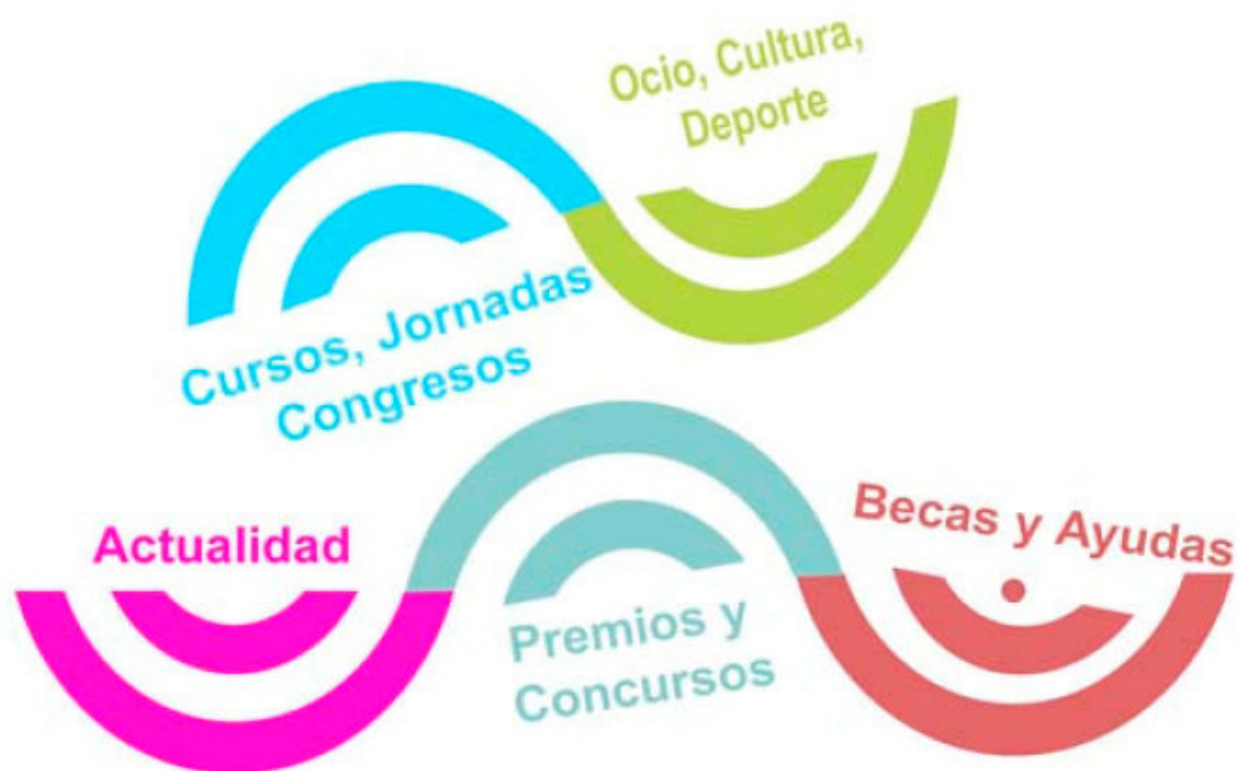 Ocio, Cultura,
Deporte
Cursos, Jornadas
Congresos
Actualidad
Premios y
Concursos
Becas y Ayudas